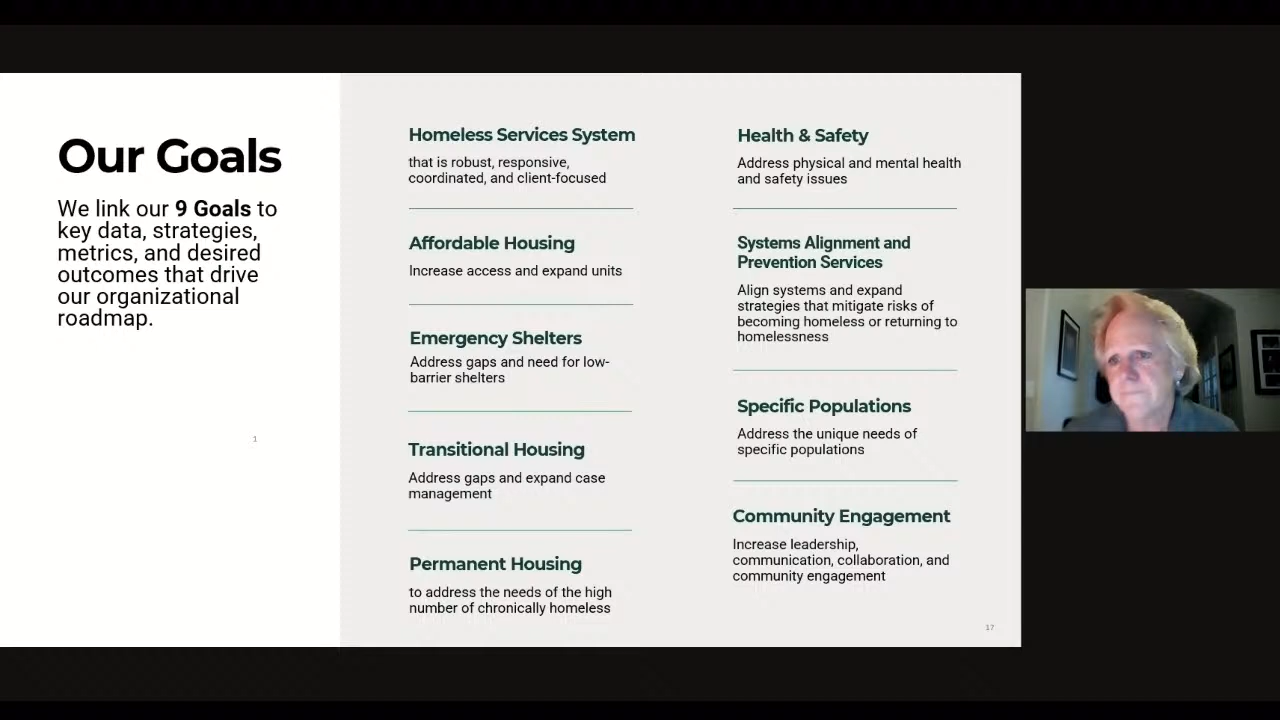 Our Goals
We link our 9 Goals to
key data, strategies,
metrics, and desired
outcomes that drive
our organizational
roadmap.
1
Homeless Services System
that is robust, responsive,
coordinated, and client-focused
Affordable Housing
Increase access and expand units
Emergency Shelters
Address gaps and need for low-
barrier shelters
Transitional Housing
Address gaps and expand case
management
Permanent Housing
to address the needs of the high
number of chronically homeless
Health & Safety
Address physical and mental health
and safety issues
Systems Alignment and
Prevention Services
Align systems and expand
strategies that mitigate risks of
becoming homeless or returning to
homelessness
Specific Populations
Address the unique needs of
specific populations
Community Engagement
Increase leadership,
communication, collaboration, and
community engagement
17